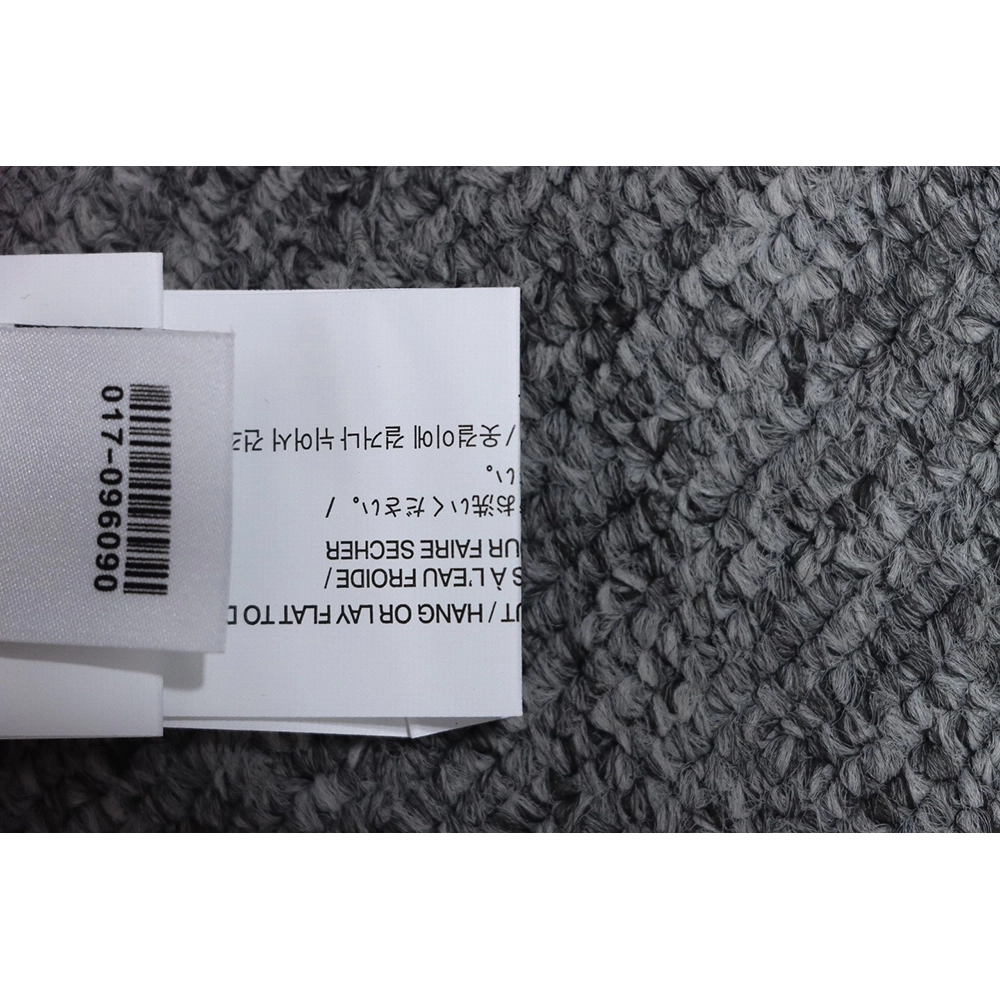 UT / HANG OR LAY FLAT TO D
S À L'EAU FROIDE /
UR FAIRE SECHER
お洗いください。 /
い。
/ 옷걸이에 걸거나 뉘어서
017-096090